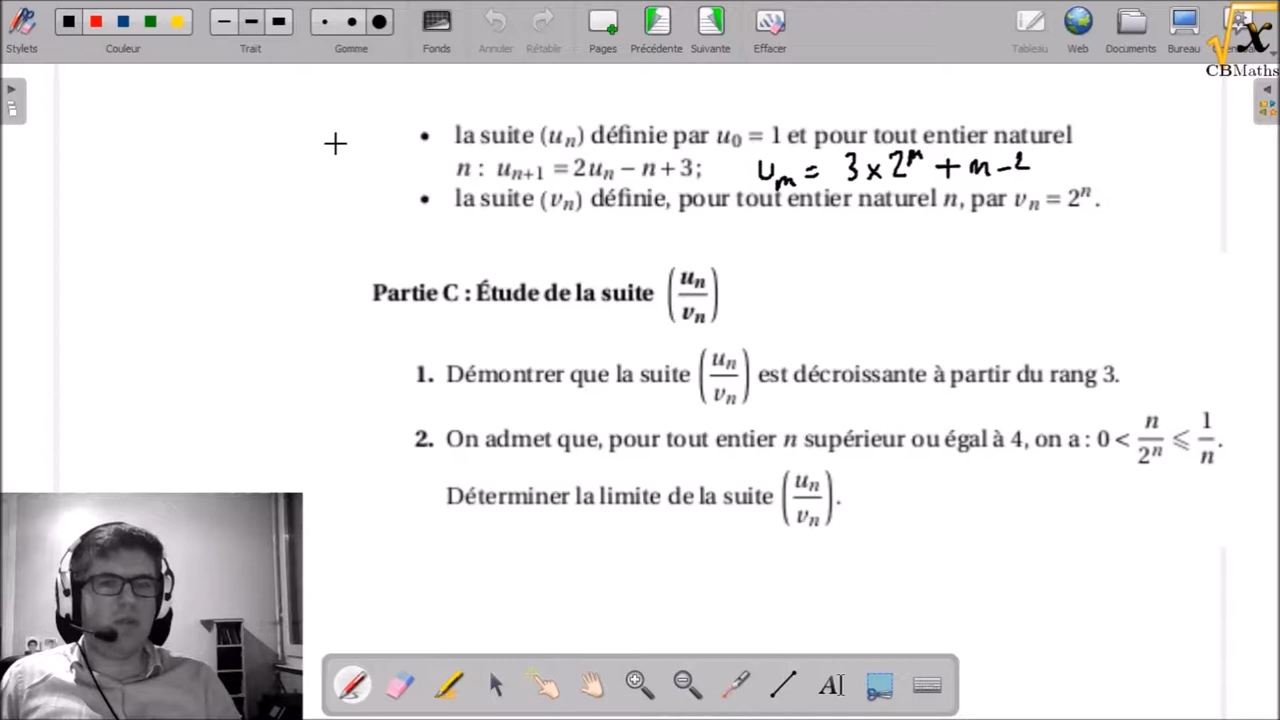 Stylets Couleur Trait Gomme Fonds Annuler Rétablir Pages Précédente Suivante Effacer Tableau Web Documents Bureau
CBMaths
la suite (uₙ) définie par u₀ = 1 et pour tout entier naturel
n : uₙ₊₁ = 2uₙ − n + 3; uₙ = 3 × 2ⁿ + n − 2
la suite (vₙ) définie, pour tout entier naturel n, par vₙ = 2ⁿ.
Partie C : Étude de la suite (uₙ/vₙ)
1. Démontrer que la suite (uₙ/vₙ) est décroissante à partir du rang 3.
2. On admet que, pour tout entier n supérieur ou égal à 4, on a : 0 < n/2ⁿ ⩽ 1/n.
Déterminer la limite de la suite (uₙ/vₙ).
AI